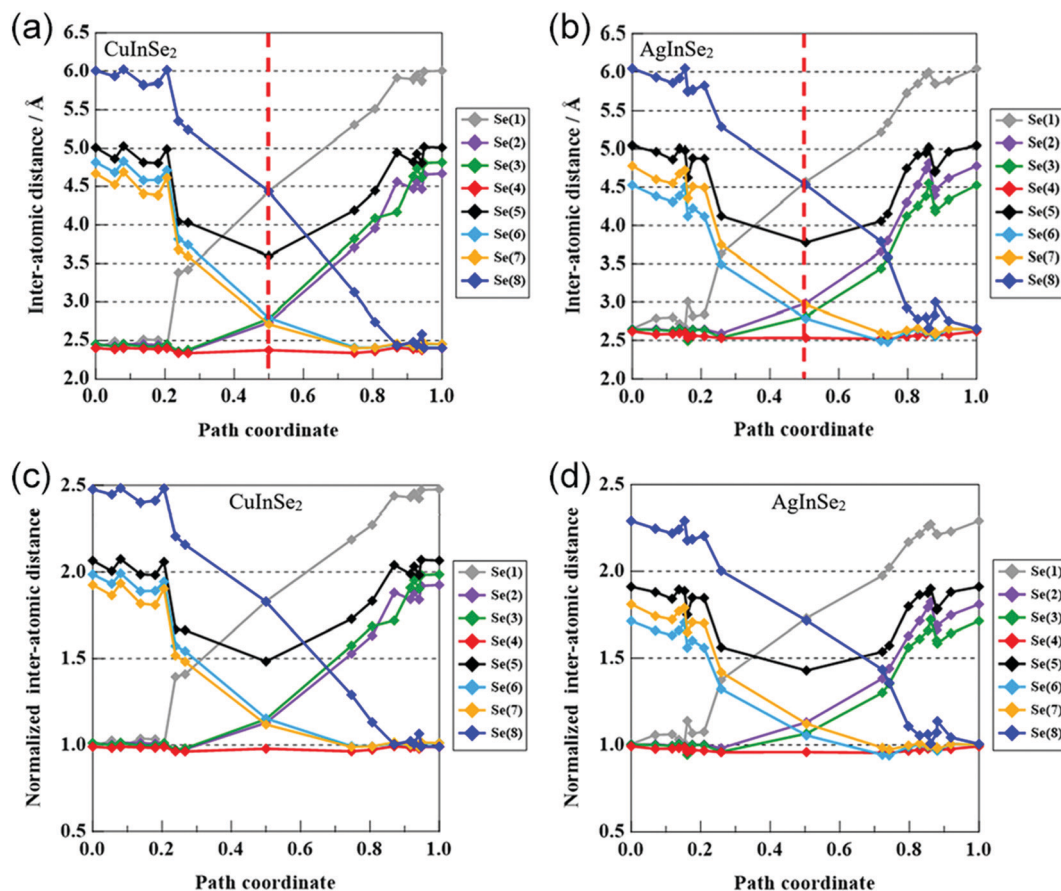 (a)
CuInSe2
Inter-atomic distance / Å
6.0
5.5
5.0
4.5
4.0
3.5
3.0
2.5
2.0
0.0 0.2 0.4 0.6 0.8 1.0
Path coordinate
Se(1)
Se(2)
Se(3)
Se(4)
Se(5)
Se(6)
Se(7)
Se(8)
(b)
AgInSe2
Inter-atomic distance / Å
6.0
5.5
5.0
4.5
4.0
3.5
3.0
2.5
2.0
0.0 0.2 0.4 0.6 0.8 1.0
Path coordinate
Se(1)
Se(2)
Se(3)
Se(4)
Se(5)
Se(6)
Se(7)
Se(8)
(c)
CuInSe2
Normalized inter-atomic distance
2.5
2.0
1.5
1.0
0.5
0.0 0.2 0.4 0.6 0.8 1.0
Path coordinate
Se(1)
Se(2)
Se(3)
Se(4)
Se(5)
Se(6)
Se(7)
Se(8)
(d)
AgInSe2
Normalized inter-atomic distance
2.5
2.0
1.5
1.0
0.5
0.0 0.2 0.4 0.6 0.8 1.0
Path coordinate
Se(1)
Se(2)
Se(3)
Se(4)
Se(5)
Se(6)
Se(7)
Se(8)